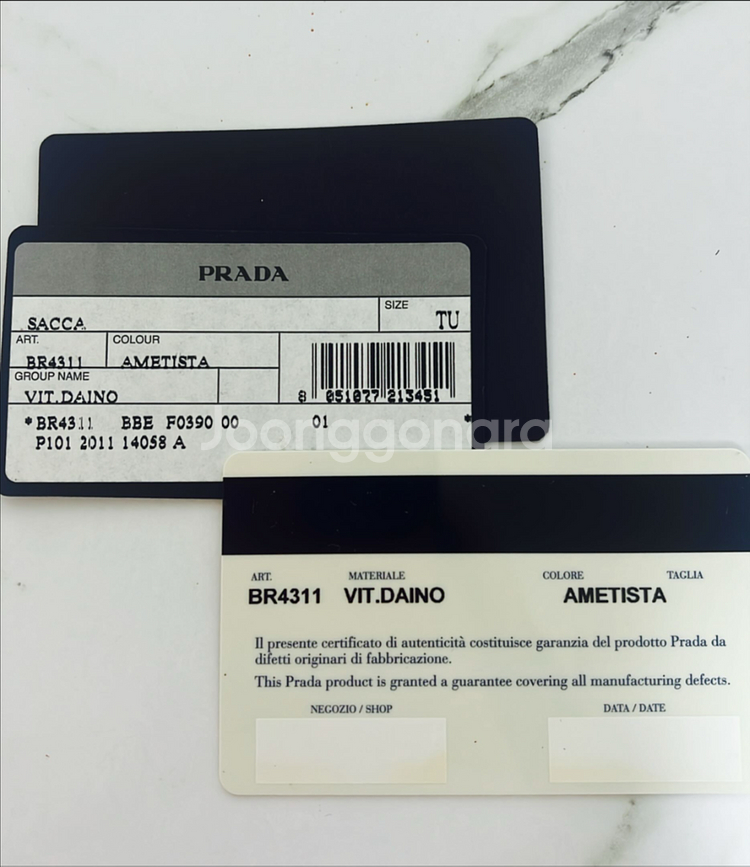 PRADA
SIZE
SACCA
TU
ART.
COLOUR
BR4311
AMETISTA
GROUP NAME
VIT.DAINO
8 051077 213451
*BR4311 BBE F0390 00 01 *
P101 2011 14058 A
Joonggonara
ART. MATERIALE COLORE TAGLIA
BR4311 VIT.DAINO AMETISTA
Il presente certificato di autenticità costituisce garanzia del prodotto Prada da
difetti originari di fabbricazione.
This Prada product is granted a guarantee covering all manufacturing defects.
NEGOZIO / SHOP DATA / DATE